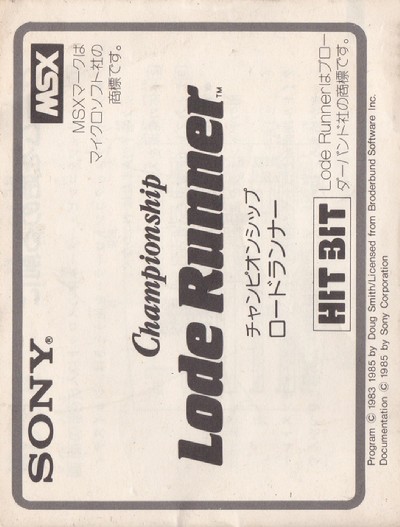 SONY®
MSX
MSXマークは
マイクロソフト社の
商標です。
Championship
Lode Runner™
チャンピオンシップ
ロードランナー
HIT BIT
Lode Runnerはブロー
ダーバンド社の商標です。
Program © 1983 1985 by Doug Smith/Licensed from Broderbund Software Inc.
Documentation © 1985 by Sony Corporation